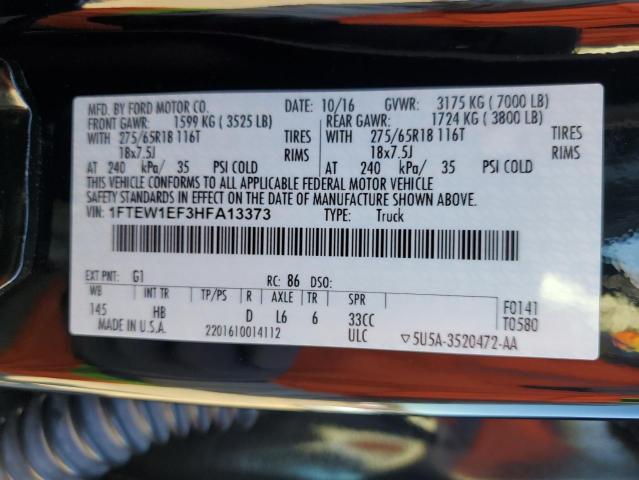 MFD. BY FORD MOTOR CO. DATE: 10/16 GVWR: 3175 KG ( 7000 LB)
FRONT GAWR: 1599 KG ( 3525 LB) REAR GAWR: 1724 KG ( 3800 LB)
WITH 275/65R18 116T TIRES WITH 275/65R18 116T TIRES
18x7.5J RIMS 18x7.5J RIMS
AT 240 kPa/ 35 PSI COLD AT 240 kPa/ 35 PSI COLD
THIS VEHICLE CONFORMS TO ALL APPLICABLE FEDERAL MOTOR VEHICLE
SAFETY STANDARDS IN EFFECT ON THE DATE OF MANUFACTURE SHOWN ABOVE.
VIN: 1FTEW1EF3HFA13373 TYPE: Truck
EXT PNT: G1 RC: 86 DSO:
WB INT TR TP/PS R AXLE TR SPR F0141
145 HB D L6 6 33CC T0580
MADE IN U.S.A. 2201610014112 ULC ▽5U5A-3520472-AA